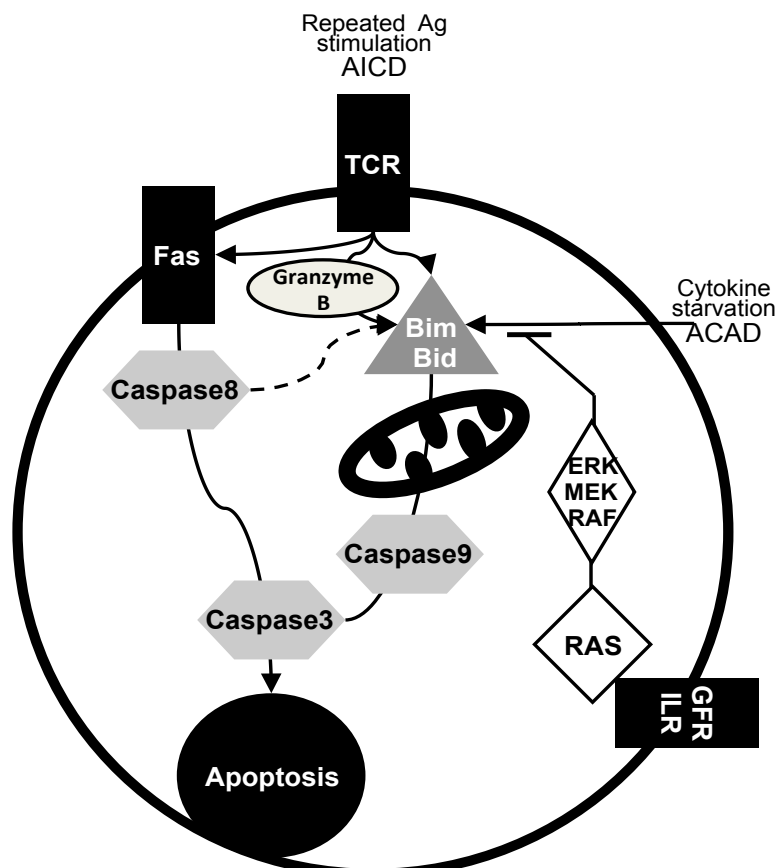 Repeated Ag
stimulation
AICD
TCR
Fas
Granzyme
B
Cytokine
starvation
ACAD
Bim
Bid
Caspase8
ERK
MEK
RAF
Caspase9
Caspase3
RAS
GFR
ILR
Apoptosis